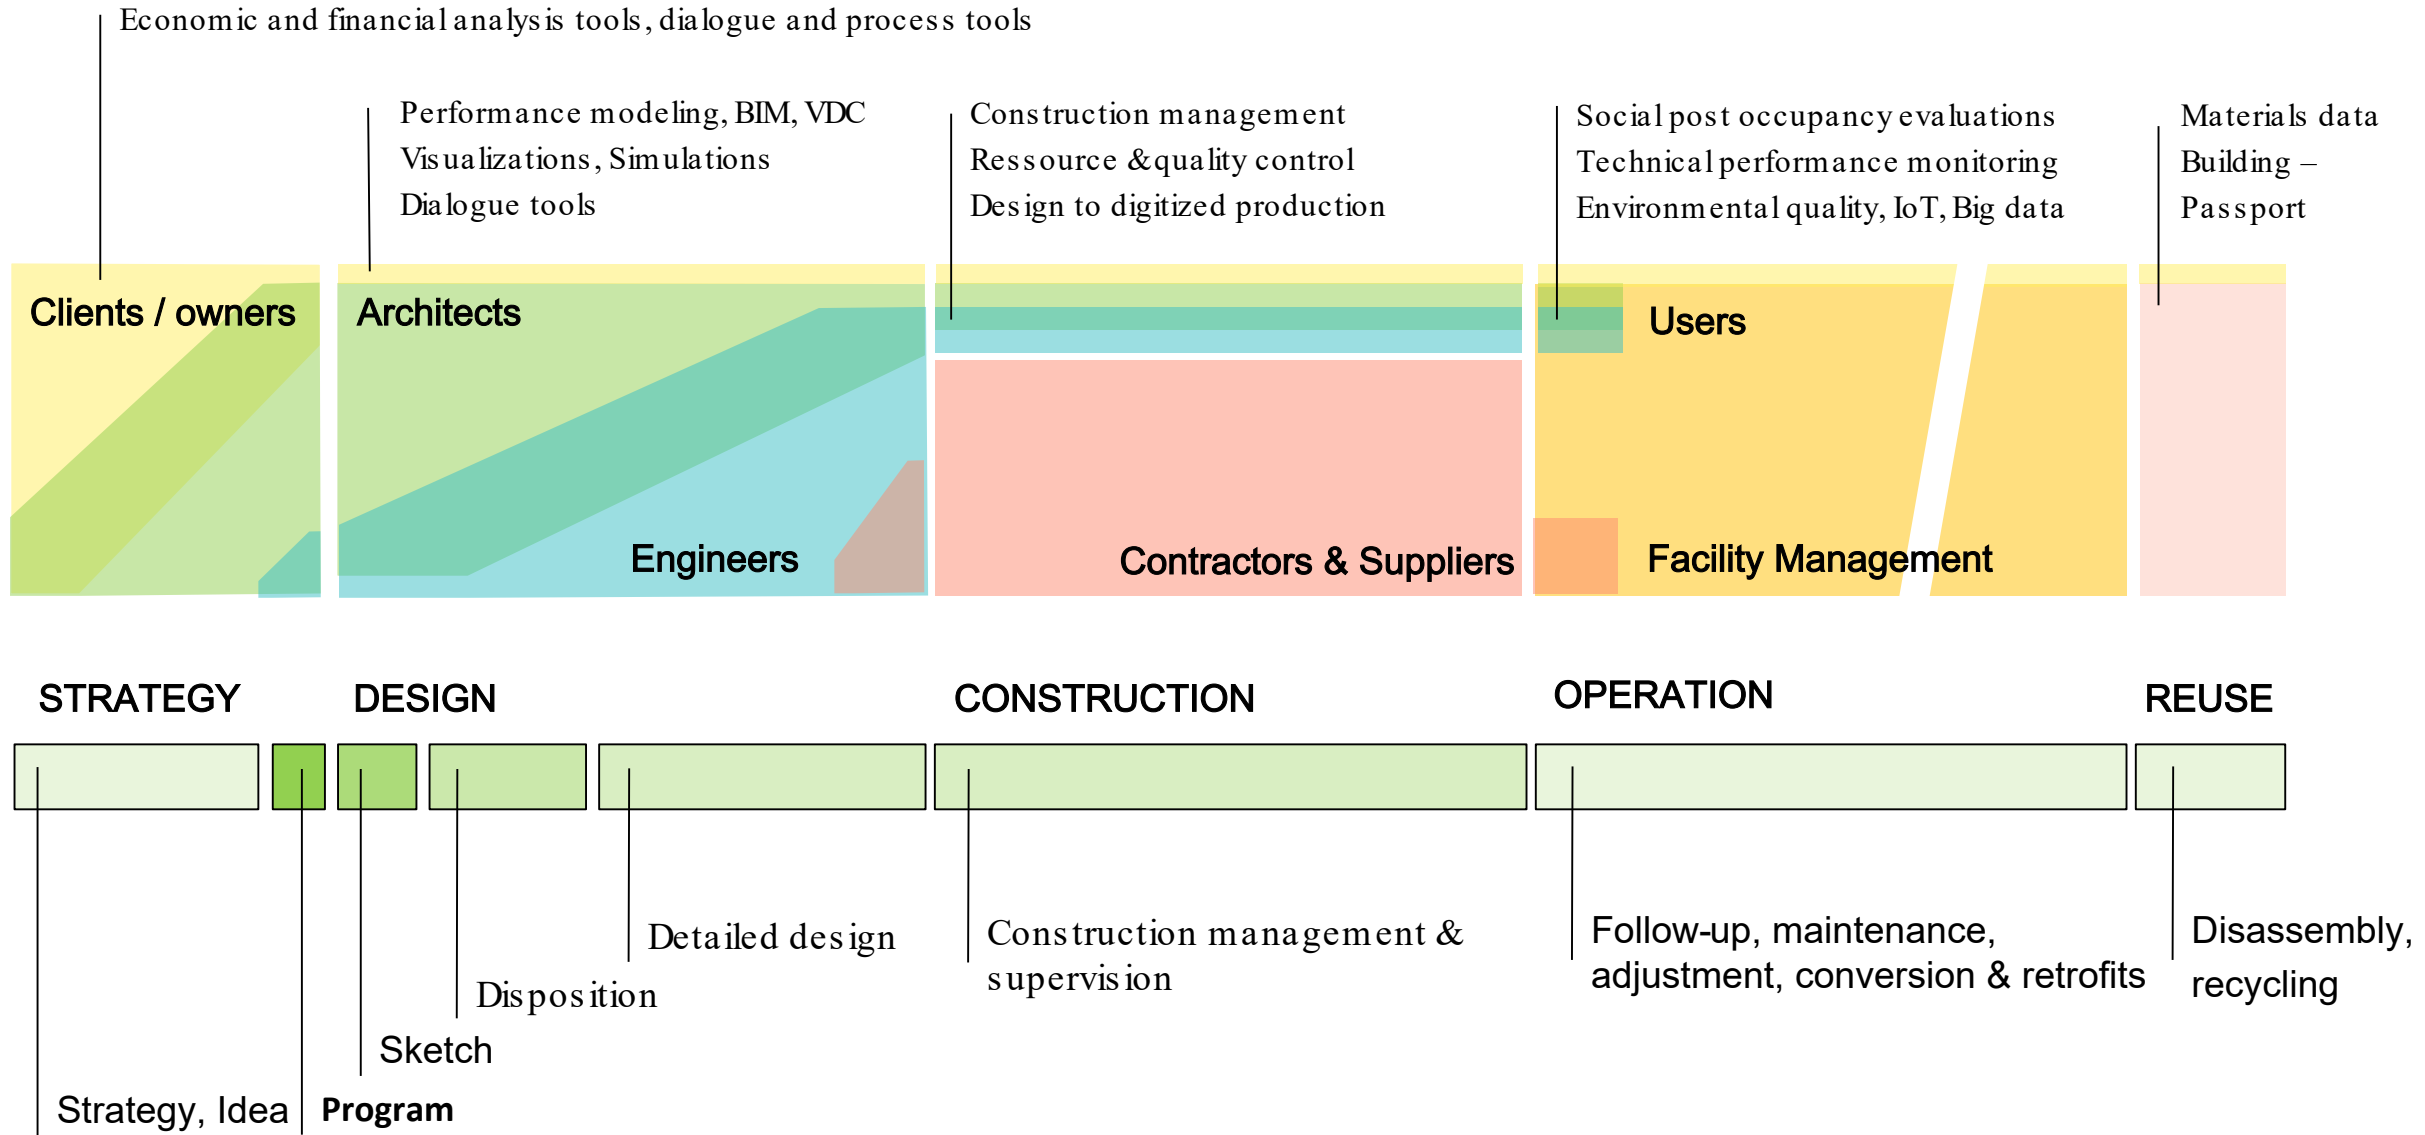 Economic and financial analysis tools, dialogue and process tools
Performance modeling, BIM, VDC
Visualizations, Simulations
Dialogue tools
Construction management
Ressource & quality control
Design to digitized production
Social post occupancy evaluations
Technical performance monitoring
Environmental quality, IoT, Big data
Materials data
Building –
Passport
Clients / owners
Architects
Engineers
Contractors & Suppliers
Users
Facility Management
STRATEGY
DESIGN
CONSTRUCTION
OPERATION
REUSE
Strategy, Idea
Program
Sketch
Disposition
Detailed design
Construction management &
supervision
Follow-up, maintenance,
adjustment, conversion & retrofits
Disassembly,
recycling